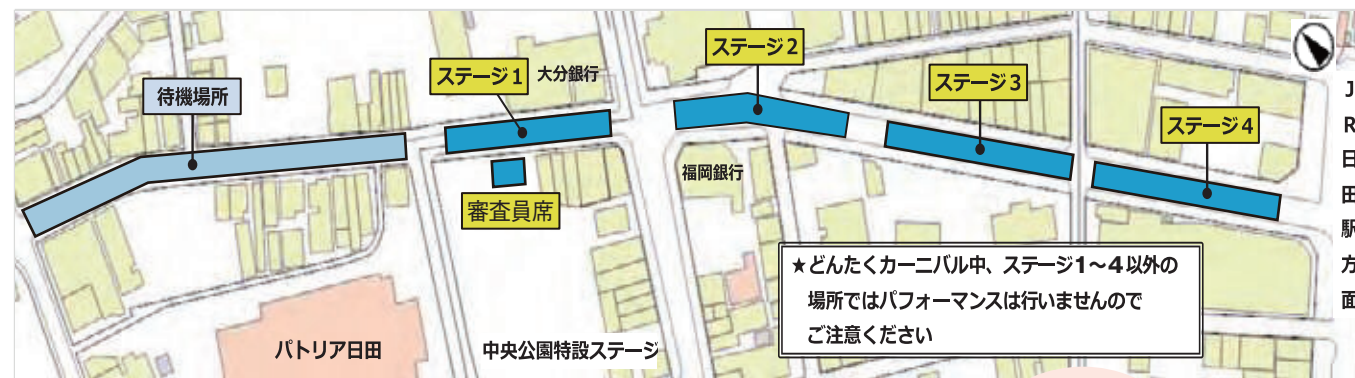 待機場所
ステージ1
大分銀行
ステージ2
ステージ3
ステージ4
審査員席
福岡銀行
パトリア日田
中央公園特設ステージ
★どんたくカーニバル中、ステージ1～4以外の
場所ではパフォーマンスは行いませんので
ご注意ください
JR日田駅方面